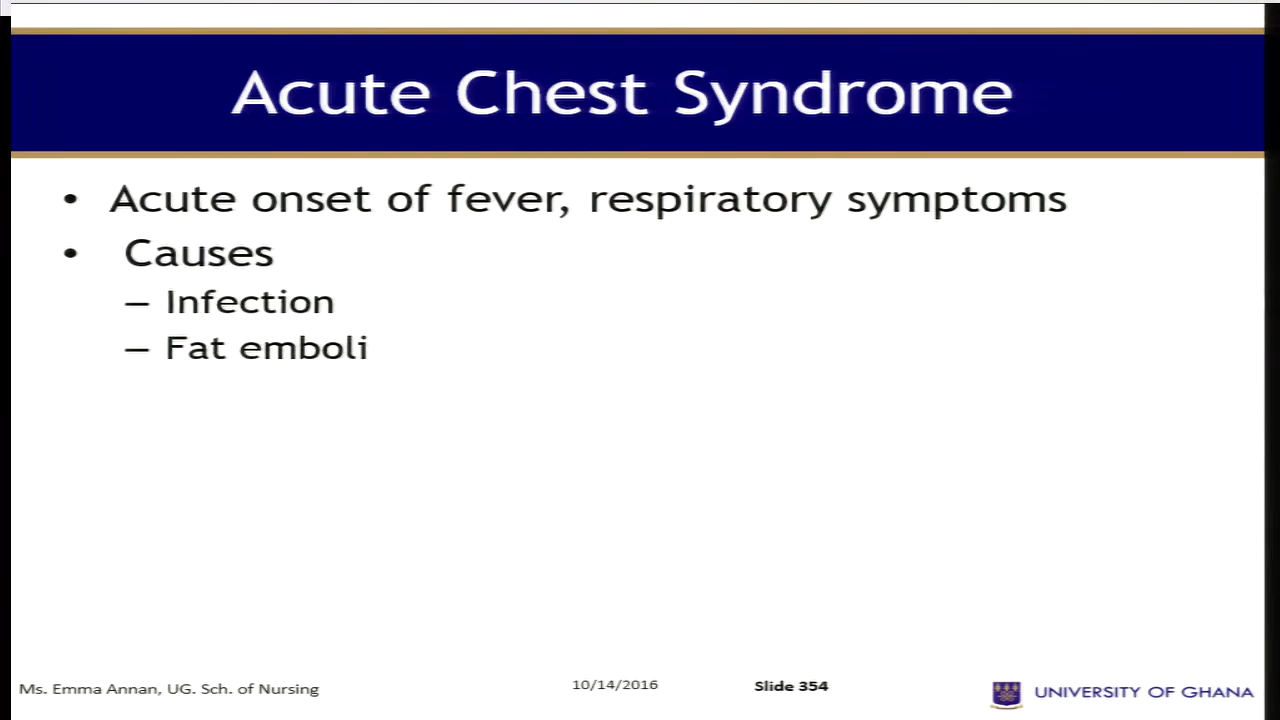 Acute Chest Syndrome
• Acute onset of fever, respiratory symptoms
• Causes
– Infection
– Fat emboli
Ms. Emma Annan, UG. Sch. of Nursing
10/14/2016
Slide 354
UNIVERSITY OF GHANA